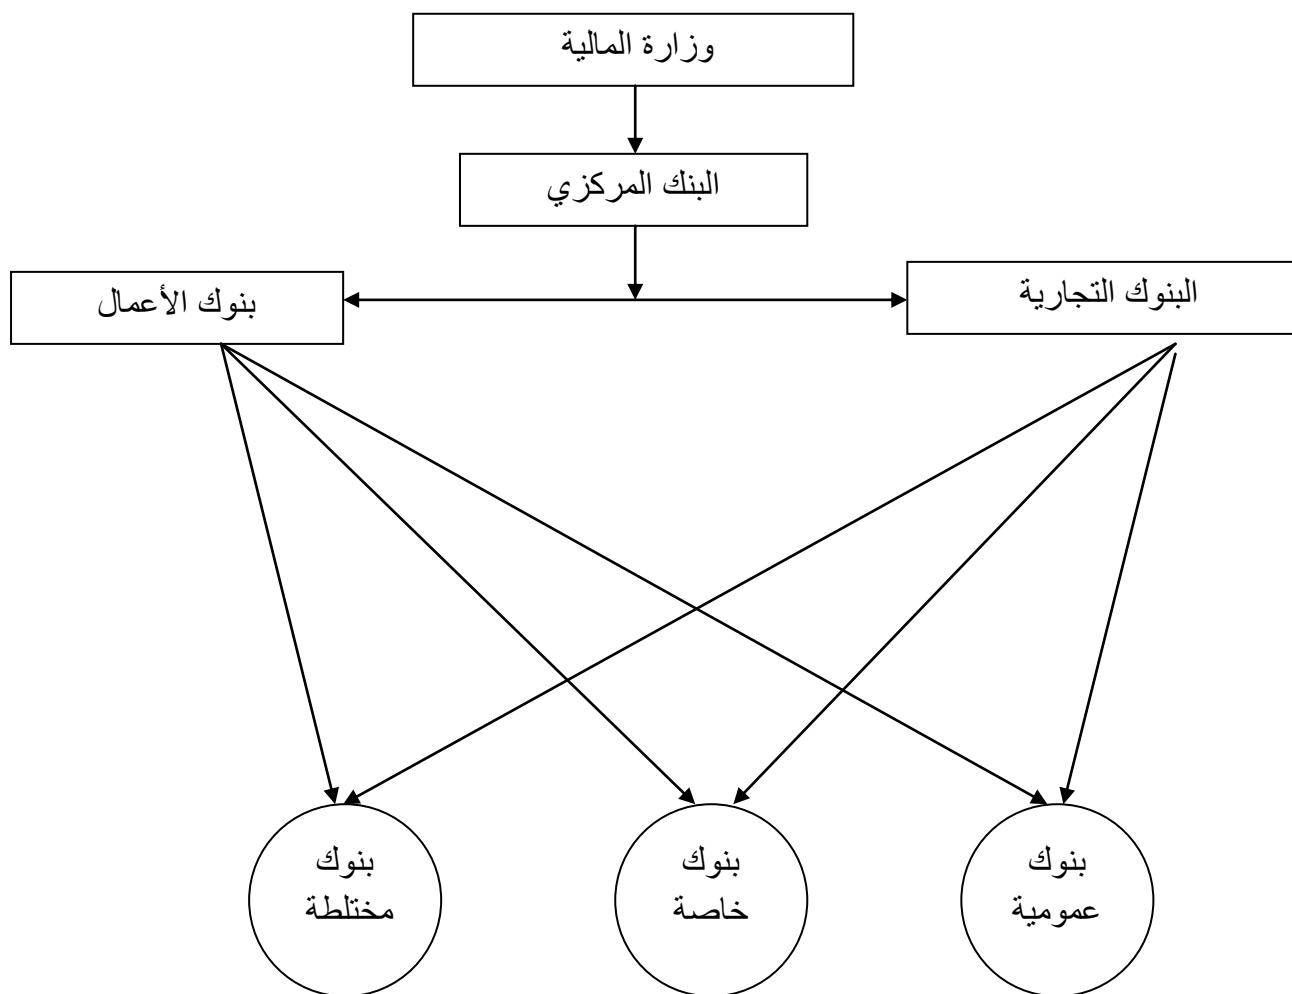 وزارة المالية
البنك المركزي
البنوك التجارية
بنوك الأعمال
بنوك
عمومية
بنوك
خاصة
بنوك
مختلطة